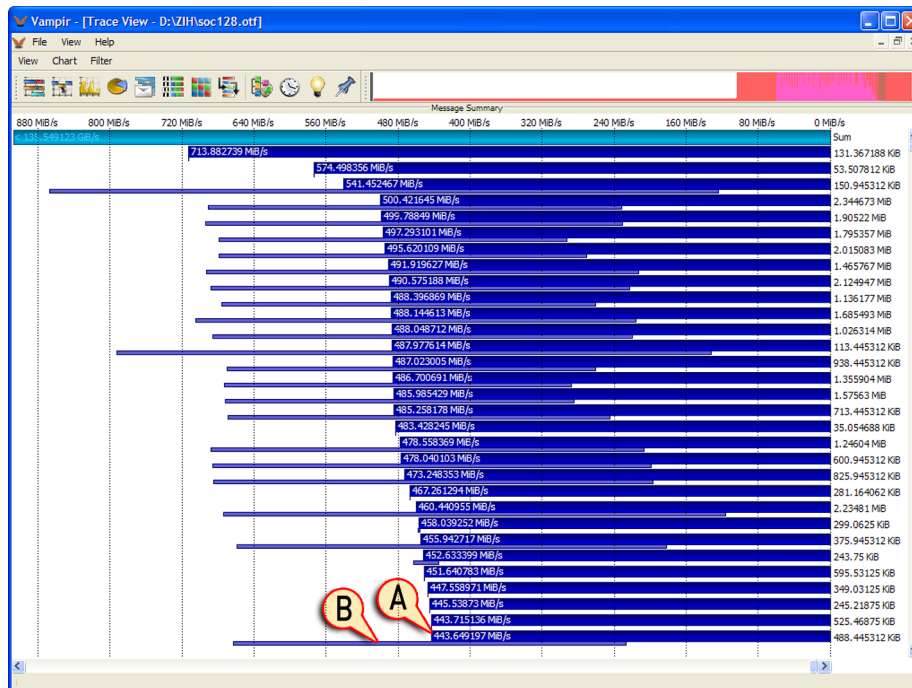 Vampir - [Trace View - D:\ZIH\soc128.otf]
File View Help
View Chart Filter
Message Summary
880 MiB/s 800 MiB/s 720 MiB/s 640 MiB/s 560 MiB/s 480 MiB/s 400 MiB/s 320 MiB/s 240 MiB/s 160 MiB/s 80 MiB/s 0 MiB/s
GiB/s Sum
713.882739 MiB/s 131.367188 KiB
574.498356 MiB/s 53.507812 KiB
541.452467 MiB/s 150.945312 KiB
500.421645 MiB/s 2.344673 MiB
499.78849 MiB/s 1.90522 MiB
497.293101 MiB/s 1.795357 MiB
495.620109 MiB/s 2.015083 MiB
491.919627 MiB/s 1.465767 MiB
490.575188 MiB/s 2.124947 MiB
488.396869 MiB/s 1.136177 MiB
488.144613 MiB/s 1.685493 MiB
488.048712 MiB/s 1.026314 MiB
487.977614 MiB/s 113.445312 KiB
487.023005 MiB/s 938.445312 KiB
486.700691 MiB/s 1.355904 MiB
485.985429 MiB/s 1.57563 MiB
485.258178 MiB/s 713.445312 KiB
483.428245 MiB/s 35.054688 KiB
478.558369 MiB/s 1.24604 MiB
478.040103 MiB/s 600.945312 KiB
473.248353 MiB/s 825.945312 KiB
467.261294 MiB/s 281.164062 KiB
460.440955 MiB/s 2.23481 MiB
458.039252 MiB/s 299.0625 KiB
455.942717 MiB/s 375.945312 KiB
452.633399 MiB/s 243.75 KiB
451.640783 MiB/s 595.53125 KiB
447.558971 MiB/s 349.03125 KiB
445.53873 MiB/s 245.21875 KiB
443.715136 MiB/s 525.46875 KiB
443.649197 MiB/s 488.445312 KiB
B A